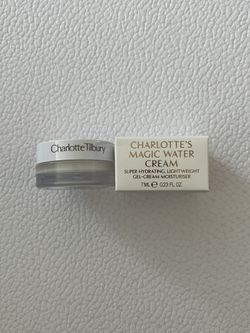 Charlotte Tilbury
CHARLOTTE'S
MAGIC WATER
CREAM
SUPER HYDRATING, LIGHTWEIGHT
GEL-CREAM MOISTURISER
7ML ℮ 0.23 FL. OZ.